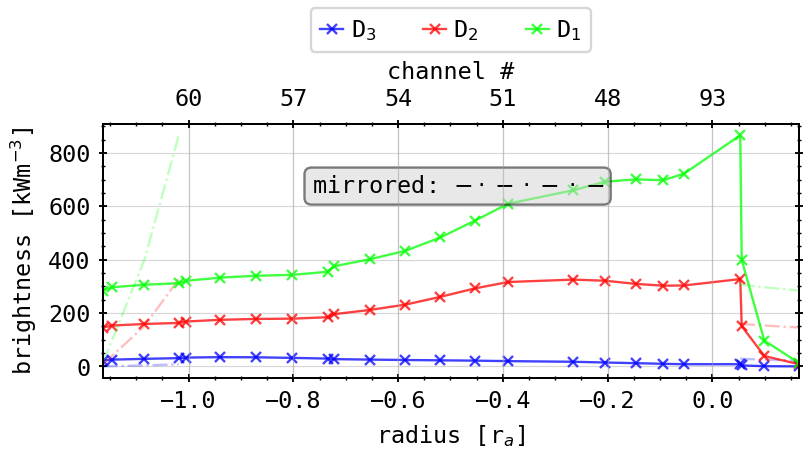 D₃ D₂ D₁
channel #
60 57 54 51 48 93
brightness [kWm⁻³]
800
600
400
200
0
mirrored: — · — · — · —
−1.0 −0.8 −0.6 −0.4 −0.2 0.0
radius [rₐ]